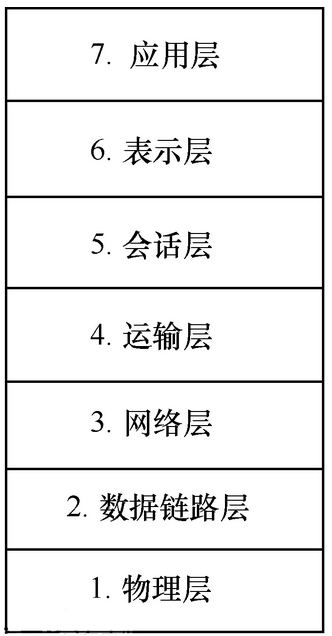 7. 应用层
6. 表示层
5. 会话层
4. 运输层
3. 网络层
2. 数据链路层
1. 物理层